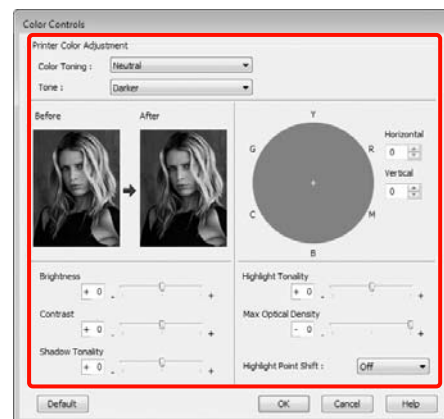 Color Controls
Printer Color Adjustment
Color Toning : Neutral
Tone : Darker
Before After
Y
G R
C M
B
Horizontal
0
Vertical
0
Brightness
+ 0 - +
Contrast
+ 0 - +
Shadow Tonality
+ 0 - +
Highlight Tonality
+ 0 - +
Max Optical Density
- 0 - +
Highlight Point Shift : Off
Default OK Cancel Help